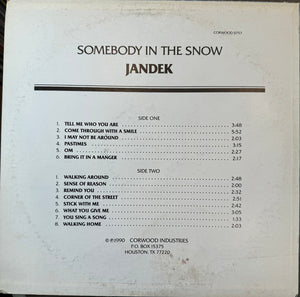 CORWOOD 0757
SOMEBODY IN THE SNOW
JANDEK
SIDE ONE
1. TELL ME WHO YOU ARE 3:48
2. COME THROUGH WITH A SMILE 5:52
3. I MAY NOT BE AROUND 2:03
4. PASTIMES 3:15
5. OM 2:27
6. BRING IT IN A MANGER 2:17
SIDE TWO
1. WALKING AROUND 2:48
2. SENSE OF REASON 2:00
3. REMIND YOU 2:32
4. CORNER OF THE STREET 2:51
5. STICK WITH ME 2:42
6. WHAT YOU GIVE ME 3:05
7. YOU SING A SONG 1:33
8. WALKING HOME 2:03
©℗1990 CORWOOD INDUSTRIES
P.O. BOX 15375
HOUSTON, TX 77220